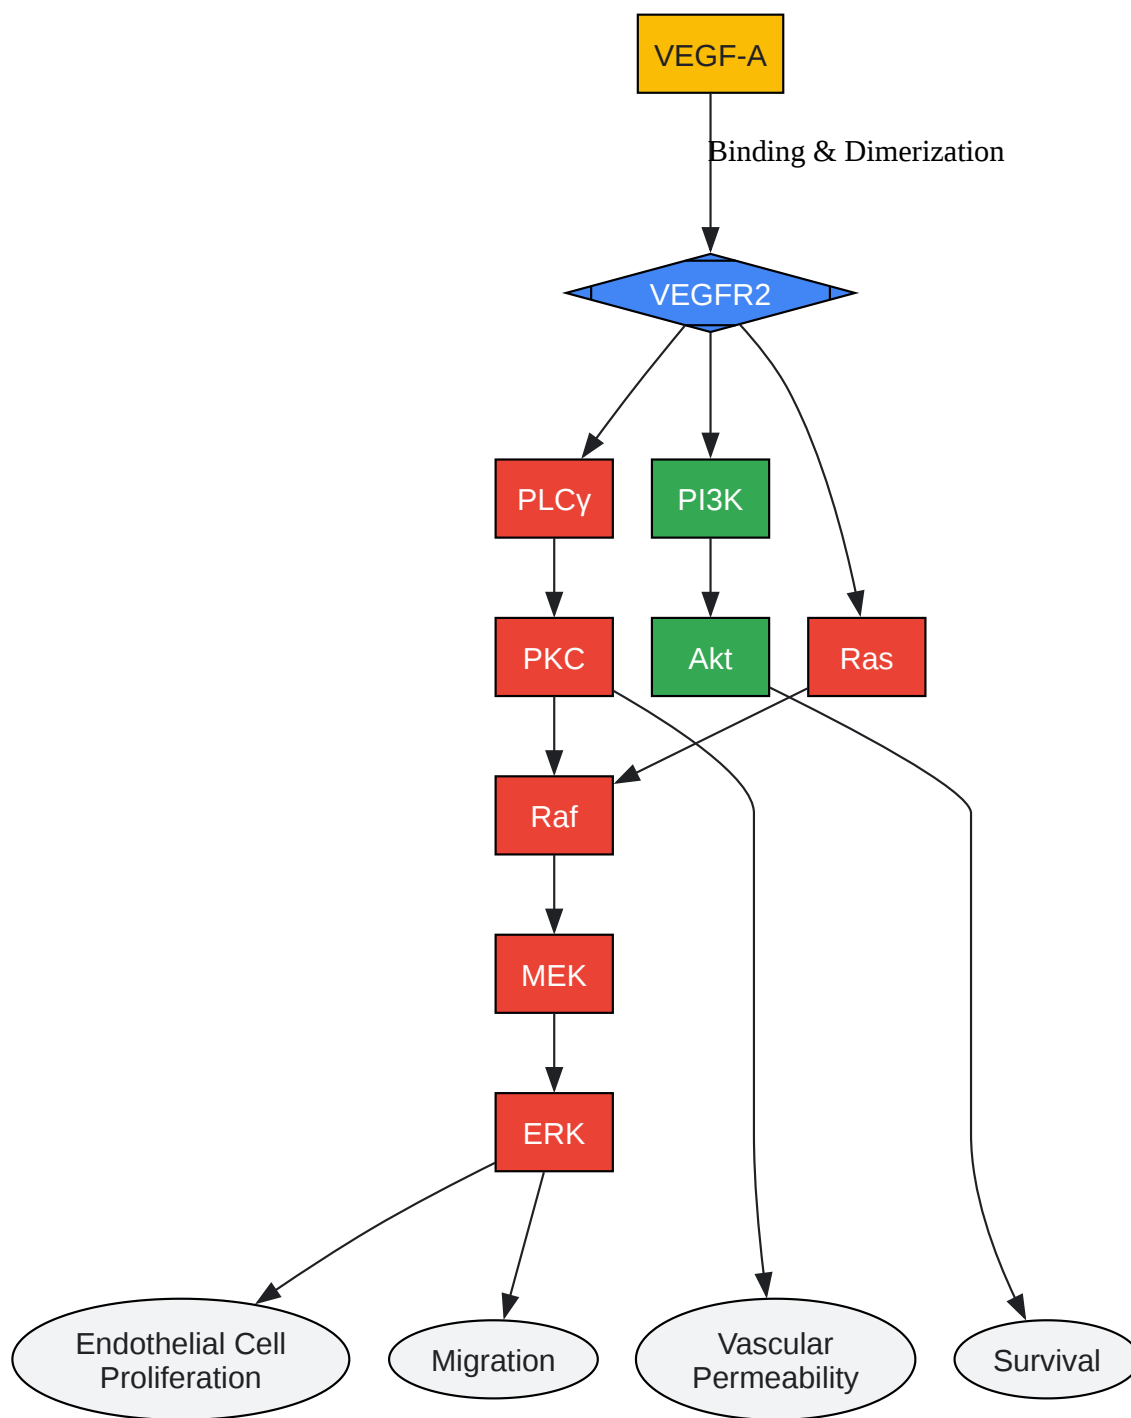 VEGF-A
Binding & Dimerization
VEGFR2
PLCγ
PI3K
PKC
Akt
Ras
Raf
MEK
ERK
Endothelial Cell
Proliferation
Migration
Vascular
Permeability
Survival